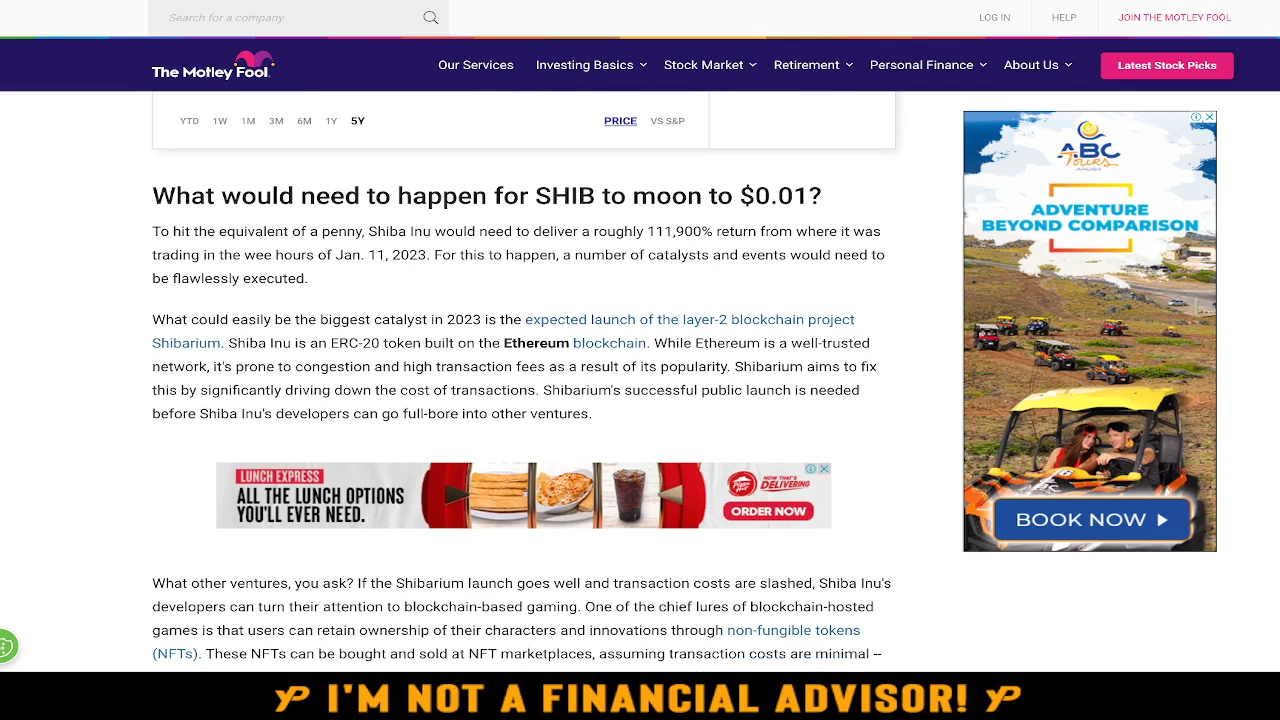 Search for a company
LOG IN
HELP
JOIN THE MOTLEY FOOL
The Motley Fool.
Our Services
Investing Basics
Stock Market
Retirement
Personal Finance
About Us
Latest Stock Picks
YTD 1W 1M 3M 6M 1Y 5Y
PRICE VS S&P
What would need to happen for SHIB to moon to $0.01?
To hit the equivalent of a penny, Shiba Inu would need to deliver a roughly 111,900% return from where it was
trading in the wee hours of Jan. 11, 2023. For this to happen, a number of catalysts and events would need to
be flawlessly executed.
What could easily be the biggest catalyst in 2023 is the expected launch of the layer-2 blockchain project
Shibarium. Shiba Inu is an ERC-20 token built on the Ethereum blockchain. While Ethereum is a well-trusted
network, it's prone to congestion and high transaction fees as a result of its popularity. Shibarium aims to fix
this by significantly driving down the cost of transactions. Shibarium's successful public launch is needed
before Shiba Inu's developers can go full-bore into other ventures.
LUNCH EXPRESS
ALL THE LUNCH OPTIONS
YOU'LL EVER NEED.
Pizza Hut
NOW THAT'S
DELIVERING
ORDER NOW
What other ventures, you ask? If the Shibarium launch goes well and transaction costs are slashed, Shiba Inu's
developers can turn their attention to blockchain-based gaming. One of the chief lures of blockchain-hosted
games is that users can retain ownership of their characters and innovations through non-fungible tokens
(NFTs). These NFTs can be bought and sold at NFT marketplaces, assuming transaction costs are minimal --
ABC
Tours
ARUBA
ADVENTURE
BEYOND COMPARISON
BOOK NOW
YP I'M NOT A FINANCIAL ADVISOR! YP